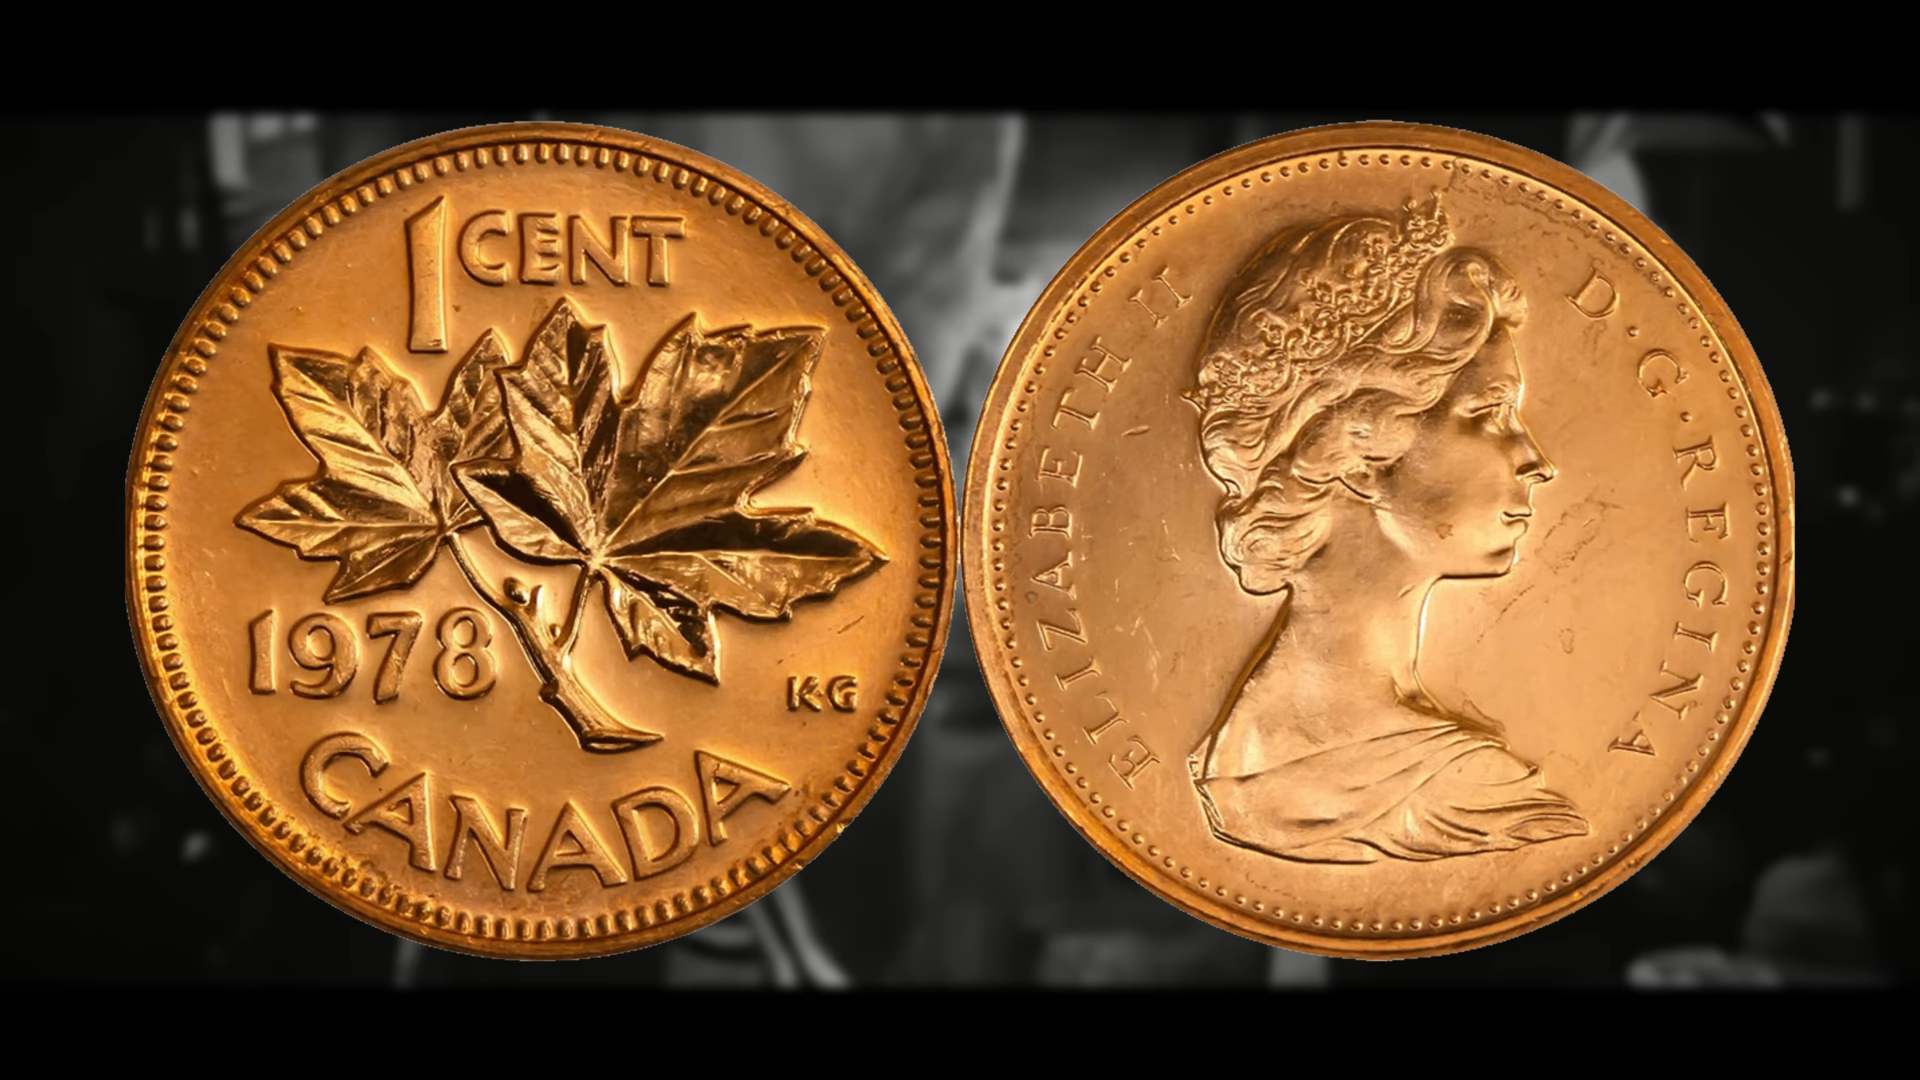 1 CENT
1978
KG
CANADA
ELIZABETH II
D·G·REGINA